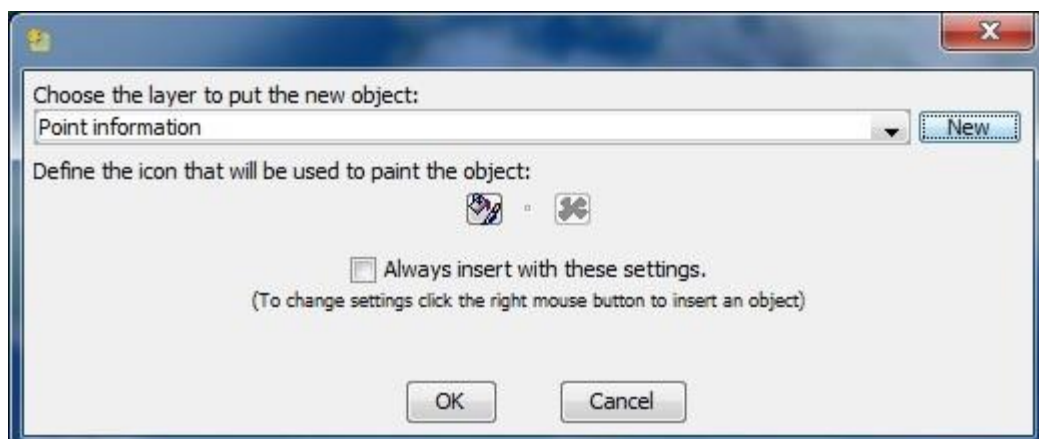 Choose the layer to put the new object:
Point information
New
Define the icon that will be used to paint the object:
Always insert with these settings.
(To change settings click the right mouse button to insert an object)
OK
Cancel